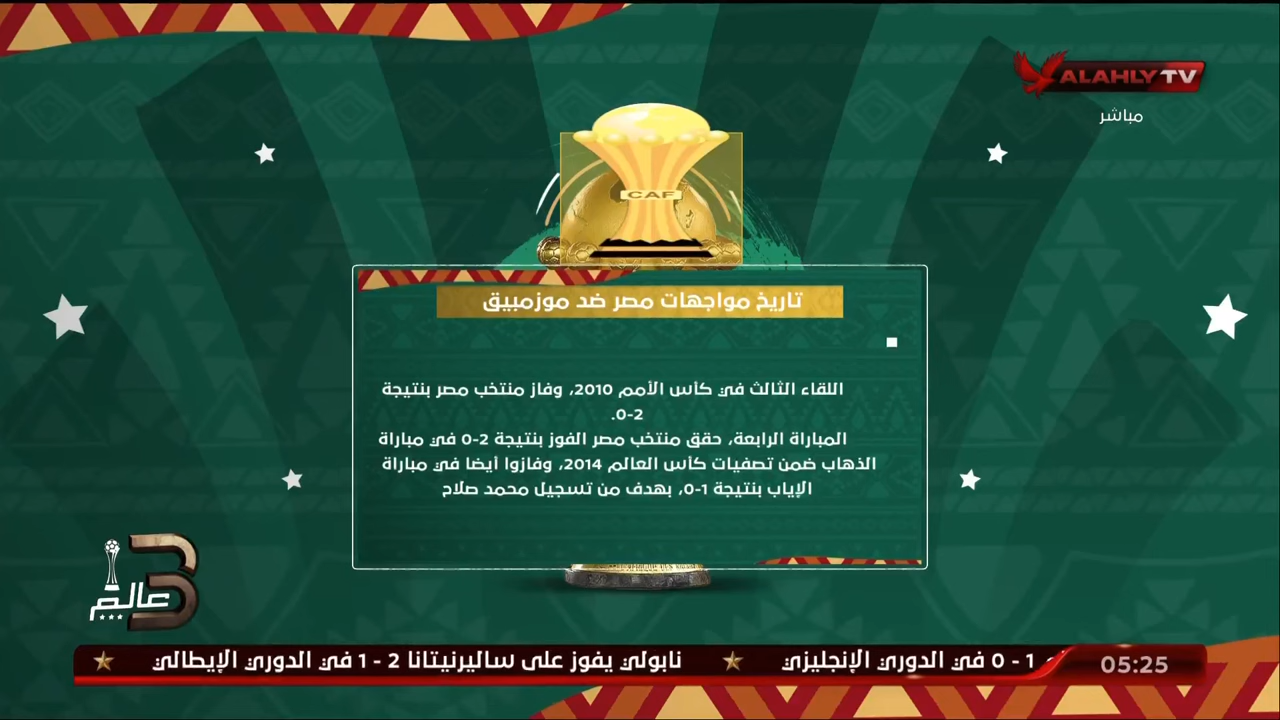 ALAHLY TV
مباشر
CAF
تاريخ مواجهات مصر ضد موزمبيق
اللقاء الثالث في كأس الأمم 2010، وفاز منتخب مصر بنتيجة
2-0.
المباراة الرابعة، حقق منتخب مصر الفوز بنتيجة 2-0 في مباراة
الذهاب ضمن تصفيات كأس العالم 2014، وفازوا أيضا في مباراة
الإياب بنتيجة 1-0، بهدف من تسجيل محمد صلاح
3
عالم
1 - 0 في الدوري الإنجليزي ★ نابولي يفوز على ساليرنيتانا 2 - 1 في الدوري الإيطالي ★
05:25